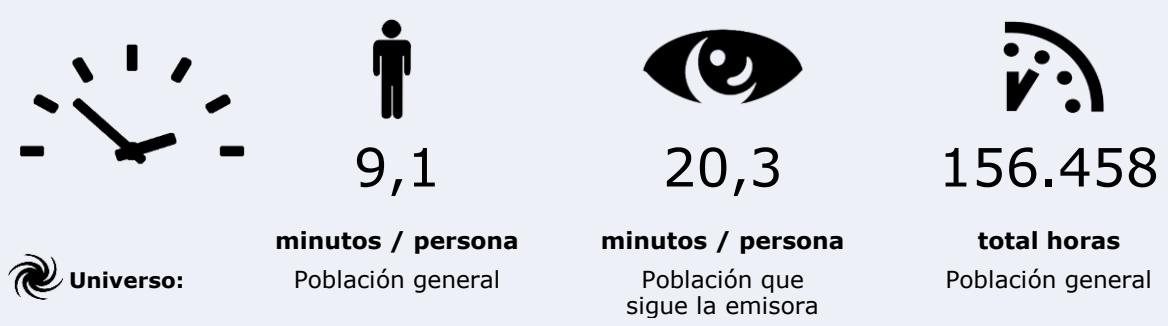 9,1
20,3
156.458
minutos / persona
minutos / persona
total horas
Universo:
Población general
Población que
sigue la emisora
Población general